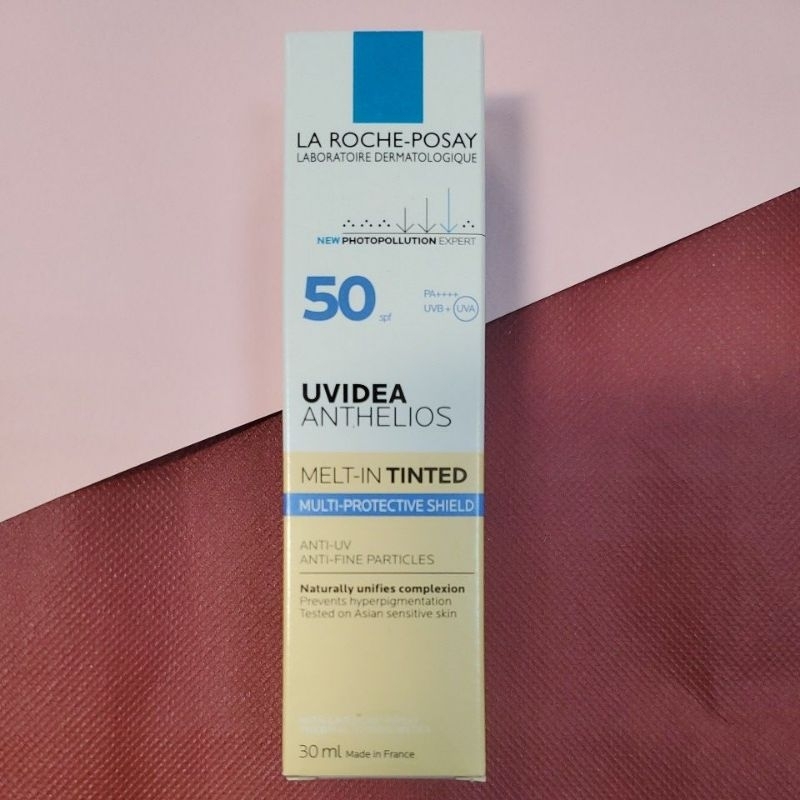 LA ROCHE-POSAY
LABORATOIRE DERMATOLOGIQUE
NEW PHOTOPOLLUTION EXPERT
50 spf
PA++++
UVB + UVA
UVIDEA
ANTHELIOS
MELT-IN TINTED
MULTI-PROTECTIVE SHIELD
ANTI-UV
ANTI-FINE PARTICLES
Naturally unifies complexion
Prevents hyperpigmentation
Tested on Asian sensitive skin
30 ml Made in France